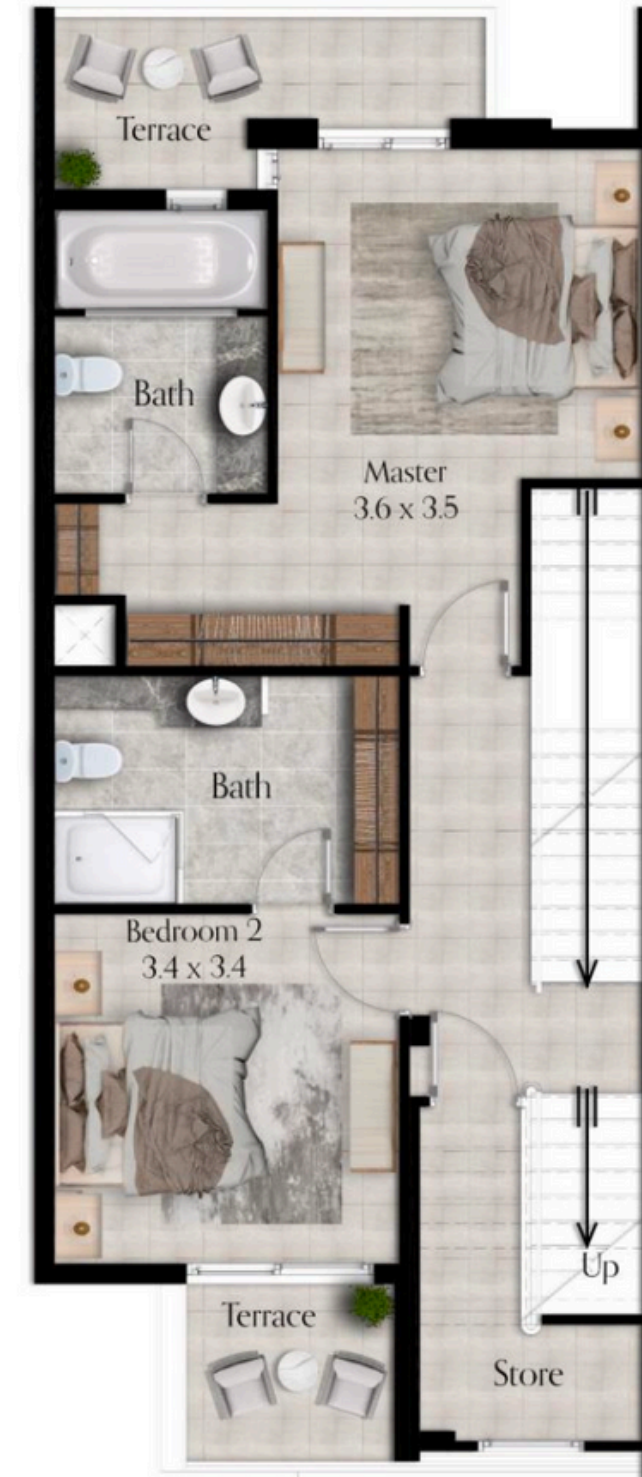 Terrace
Bath
Master
3.6 x 3.5
Bath
Bedroom 2
3.4 x 3.4
Up
Terrace
Store